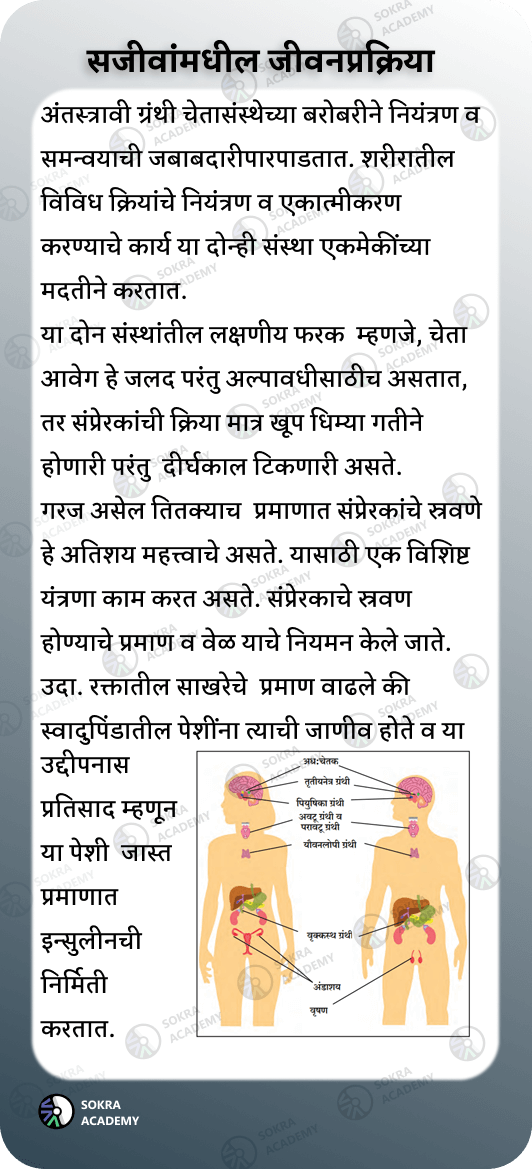 सजीवांमधील जीवनप्रक्रिया
अंतस्त्रावी ग्रंथी चेतासंस्थेच्या बरोबरीने नियंत्रण व
समन्वयाची जबाबदारीपारपाडतात. शरीरातील
विविध क्रियांचे नियंत्रण व एकात्मीकरण
करण्याचे कार्य या दोन्ही संस्था एकमेकींच्या
मदतीने करतात.
या दोन संस्थांतील लक्षणीय फरक म्हणजे, चेता
आवेग हे जलद परंतु अल्पावधीसाठीच असतात,
तर संप्रेरकांची क्रिया मात्र खूप धिम्या गतीने
होणारी परंतु दीर्घकाल टिकणारी असते.
गरज असेल तितक्याच प्रमाणात संप्रेरकांचे स्रवणे
हे अतिशय महत्त्वाचे असते. यासाठी एक विशिष्ट
यंत्रणा काम करत असते. संप्रेरकाचे स्रवण
होण्याचे प्रमाण व वेळ याचे नियमन केले जाते.
उदा. रक्तातील साखरेचे प्रमाण वाढले की
स्वादुपिंडातील पेशींना त्याची जाणीव होते व या
उद्दीपनास
प्रतिसाद म्हणून
या पेशी जास्त
प्रमाणात
इन्सुलीनची
निर्मिती
करतात.
अधःचेतक
तृतीयनेत्र ग्रंथी
पियुषिका ग्रंथी
अवटू ग्रंथी व
परावटू ग्रंथी
यौवनलोपी ग्रंथी
वृक्कस्थ ग्रंथी
अंडाशय
वृषण
SOKRA
ACADEMY